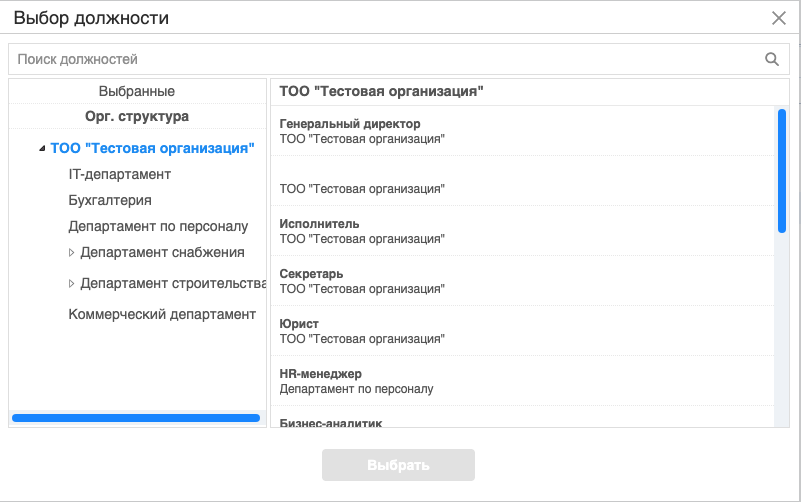 Выбор должности
Поиск должностей
Выбранные
Орг. структура
ТОО "Тестовая организация"
IT-департамент
Бухгалтерия
Департамент по персоналу
Департамент снабжения
Департамент строительства
Коммерческий департамент
ТОО "Тестовая организация"
Генеральный директор
ТОО "Тестовая организация"
ТОО "Тестовая организация"
Исполнитель
ТОО "Тестовая организация"
Секретарь
ТОО "Тестовая организация"
Юрист
ТОО "Тестовая организация"
HR-менеджер
Департамент по персоналу
Бизнес-аналитик
Выбрать